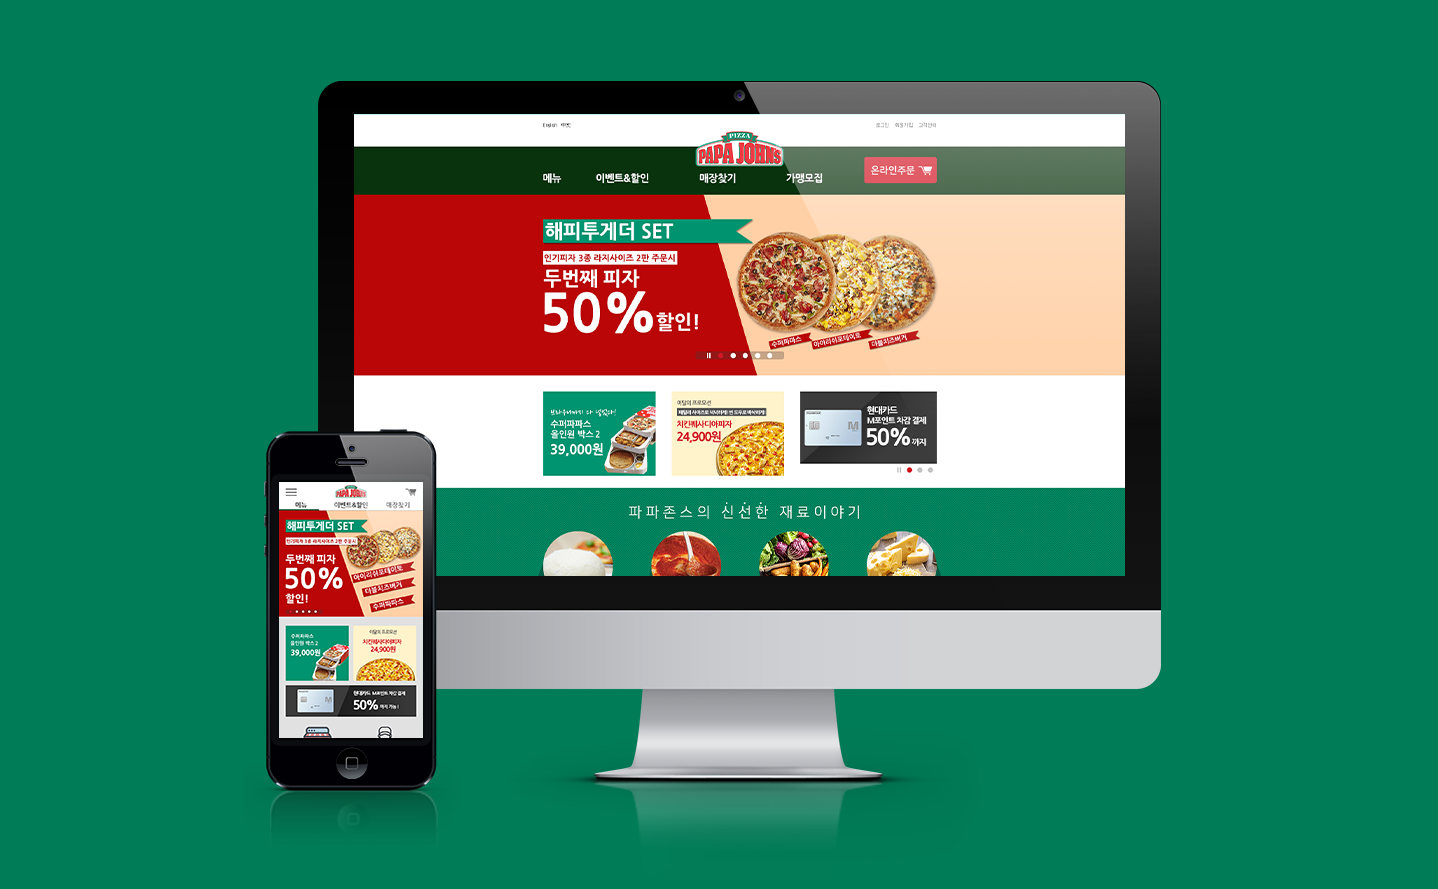 English
로그인 회원가입 고객센터
PIZZA
PAPA JOHNS
메뉴 이벤트&할인 매장찾기 가맹모집
온라인주문
해피투게더 SET
인기피자 3종 라지사이즈 2판 주문시
두번째 피자
50%할인!
수퍼파파스
아이리쉬포테이토
더블치즈버거
수퍼파파스
올인원 박스 2
39,000원
이달의 프로모션
치킨퀘사디아피자
24,900원
현대카드
M포인트 차감 결제
50% 까지
파파존스의 신선한 재료이야기
PAPA JOHNS
메뉴 이벤트&할인 매장찾기
해피투게더 SET
인기피자 3종 라지사이즈 2판 주문시
두번째 피자
50%
할인!
아이리쉬포테이토
더블치즈버거
수퍼파파스
수퍼파파스
올인원 박스 2
39,000원
이달의 프로모션
치킨퀘사디아피자
24,900원
현대카드 M포인트 차감 결제
50% 까지 가능!